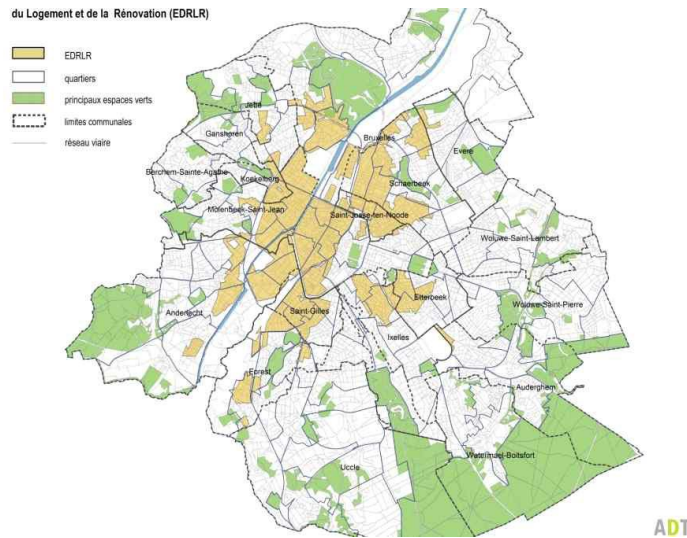 du Logement et de la Rénovation (EDRLR)
EDRLR
quartiers
principaux espaces verts
limites communales
réseau viaire
Jette
Ganshoren
Bruxelles
Evere
Berchem-Sainte-Agathe
Koekelberg
Schaerbeek
Molenbeek-Saint-Jean
Saint-Josse-ten-Noode
Woluwe-Saint-Lambert
Anderlecht
Saint-Gilles
Etterbeek
Woluwe-Saint-Pierre
Ixelles
Forest
Auderghem
Watermael-Boitsfort
Uccle
ADT